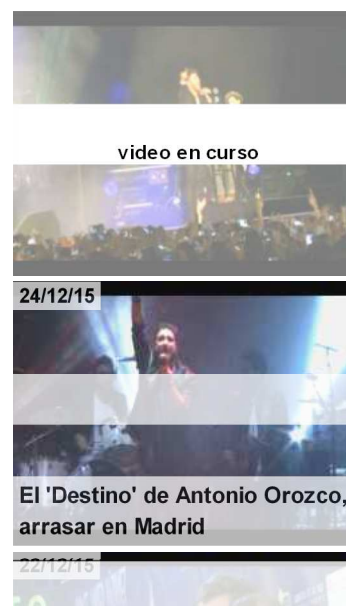 video en curso
24/12/15
El 'Destino' de Antonio Orozco,
arrasar en Madrid
22/12/15